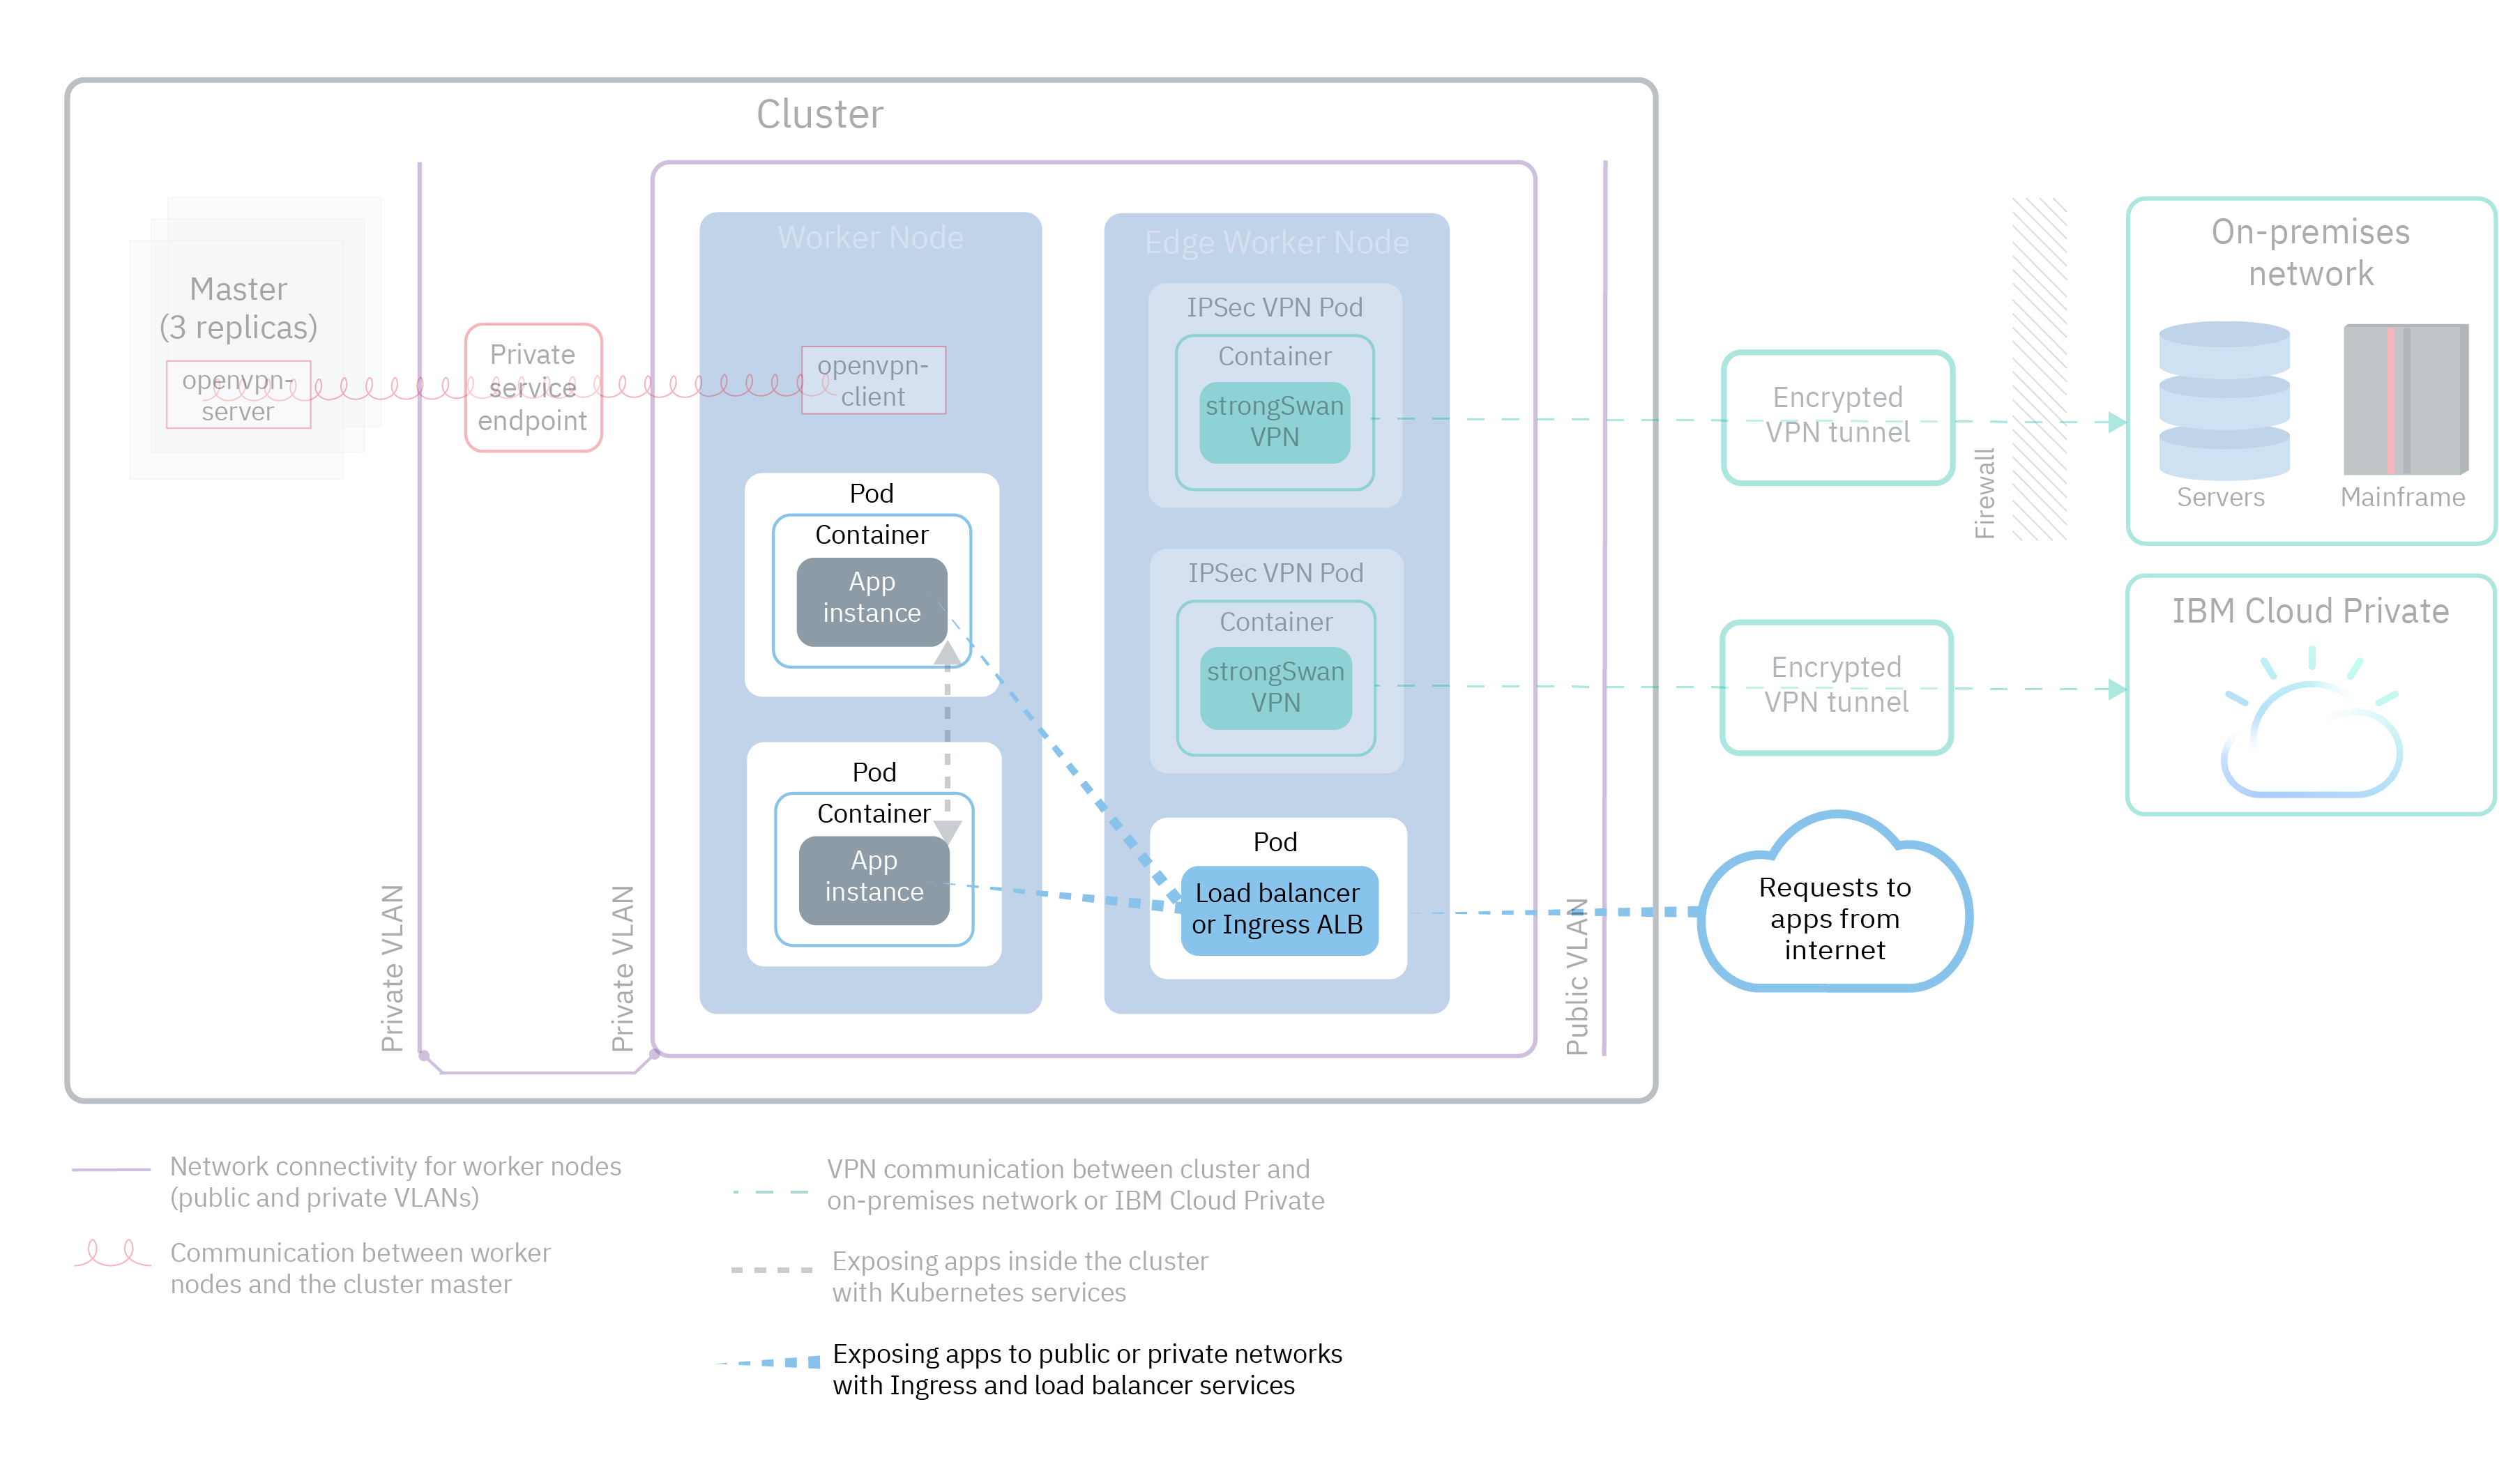 Cluster
Master
(3 replicas)
openvpn-
server
Private
service
endpoint
Private VLAN
Private VLAN
Worker Node
openvpn-
client
Pod
Container
App
instance
Pod
Container
App
instance
Edge Worker Node
IPSec VPN Pod
Container
strongSwan
VPN
IPSec VPN Pod
Container
strongSwan
VPN
Pod
Load balancer
or Ingress ALB
Public VLAN
Encrypted
VPN tunnel
Encrypted
VPN tunnel
Firewall
On-premises
network
Servers
Mainframe
IBM Cloud Private
Requests to
apps from
internet
Network connectivity for worker nodes
(public and private VLANs)
Communication between worker
nodes and the cluster master
VPN communication between cluster and
on-premises network or IBM Cloud Private
Exposing apps inside the cluster
with Kubernetes services
Exposing apps to public or private networks
with Ingress and load balancer services